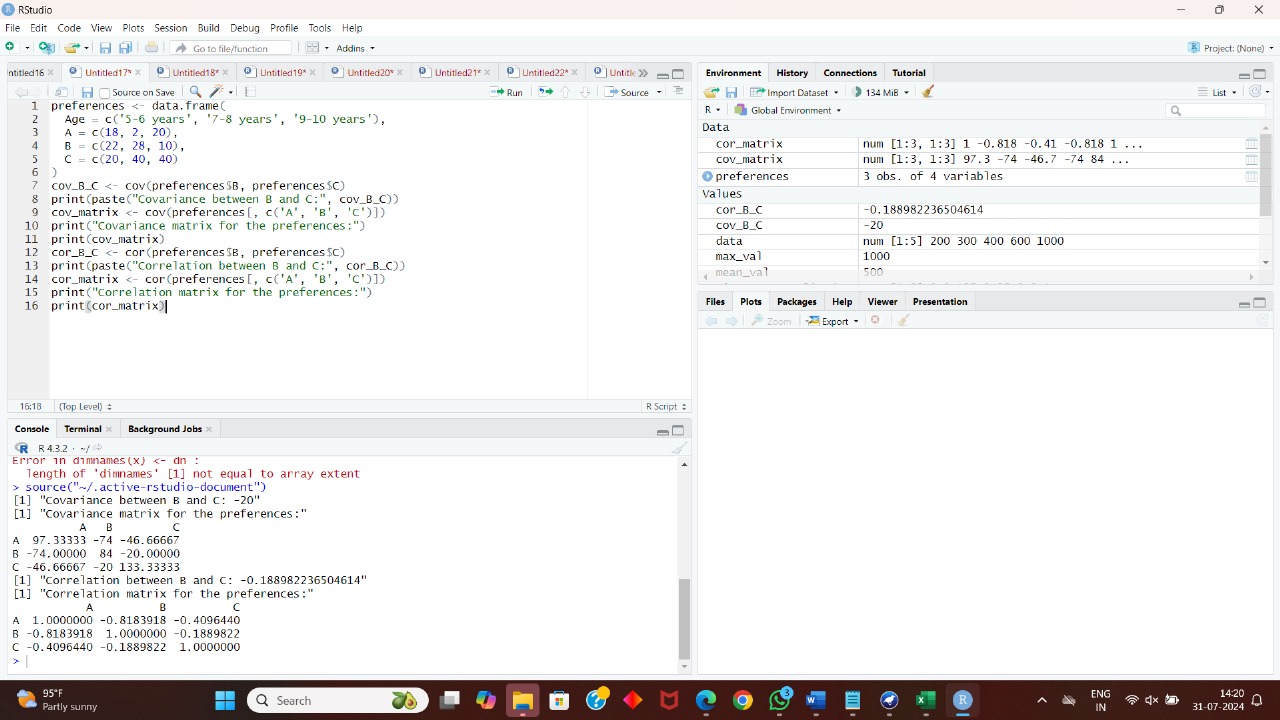 RStudio
File Edit Code View Plots Session Build Debug Profile Tools Help
Go to file/function Addins Project: (None)
ntitled16 Untitled17* Untitled18* Untitled19* Untitled20* Untitled21* Untitled22* Untitle
Source on Save Run Source
1 preferences <- data.frame(
2 Age = c('5-6 years', '7-8 years', '9-10 years'),
3 A = c(18, 2, 20),
4 B = c(22, 28, 10),
5 C = c(20, 40, 40)
6 )
7 cov_B_C <- cov(preferences$B, preferences$C)
8 print(paste("Covariance between B and C:", cov_B_C))
9 cov_matrix <- cov(preferences[, c('A', 'B', 'C')])
10 print("Covariance matrix for the preferences:")
11 print(cov_matrix)
12 cor_B_C <- cor(preferences$B, preferences$C)
13 print(paste("Correlation between B and C:", cor_B_C))
14 cor_matrix <- cor(preferences[, c('A', 'B', 'C')])
15 print("Correlation matrix for the preferences:")
16 print(cor_matrix)
16:18 (Top Level) R Script
Console Terminal Background Jobs
R 4.3.2 · ~/
Error in dimnames(x) <- dn :
length of 'dimnames' [1] not equal to array extent
> source("~/.active-rstudio-document")
[1] "Covariance between B and C: -20"
[1] "Covariance matrix for the preferences:"
A B C
A 97.33333 -74 -46.66667
B -74.00000 84 -20.00000
C -46.66667 -20 133.33333
[1] "Correlation between B and C: -0.188982236504614"
[1] "Correlation matrix for the preferences:"
A B C
A 1.0000000 -0.8183918 -0.4096440
B -0.8183918 1.0000000 -0.1889822
C -0.4096440 -0.1889822 1.0000000
>
Environment History Connections Tutorial
Import Dataset 134 MiB List
R Global Environment
Data
cor_matrix num [1:3, 1:3] 1 -0.818 -0.41 -0.818 1 ...
cov_matrix num [1:3, 1:3] 97.3 -74 -46.7 -74 84 ...
preferences 3 obs. of 4 variables
Values
cor_B_C -0.188982236504614
cov_B_C -20
data num [1:5] 200 300 400 600 1000
max_val 1000
mean_val 500
Files Plots Packages Help Viewer Presentation
Zoom Export
95°F
Partly sunny
Search
3
ENG
IN
14:20
31-07-2024